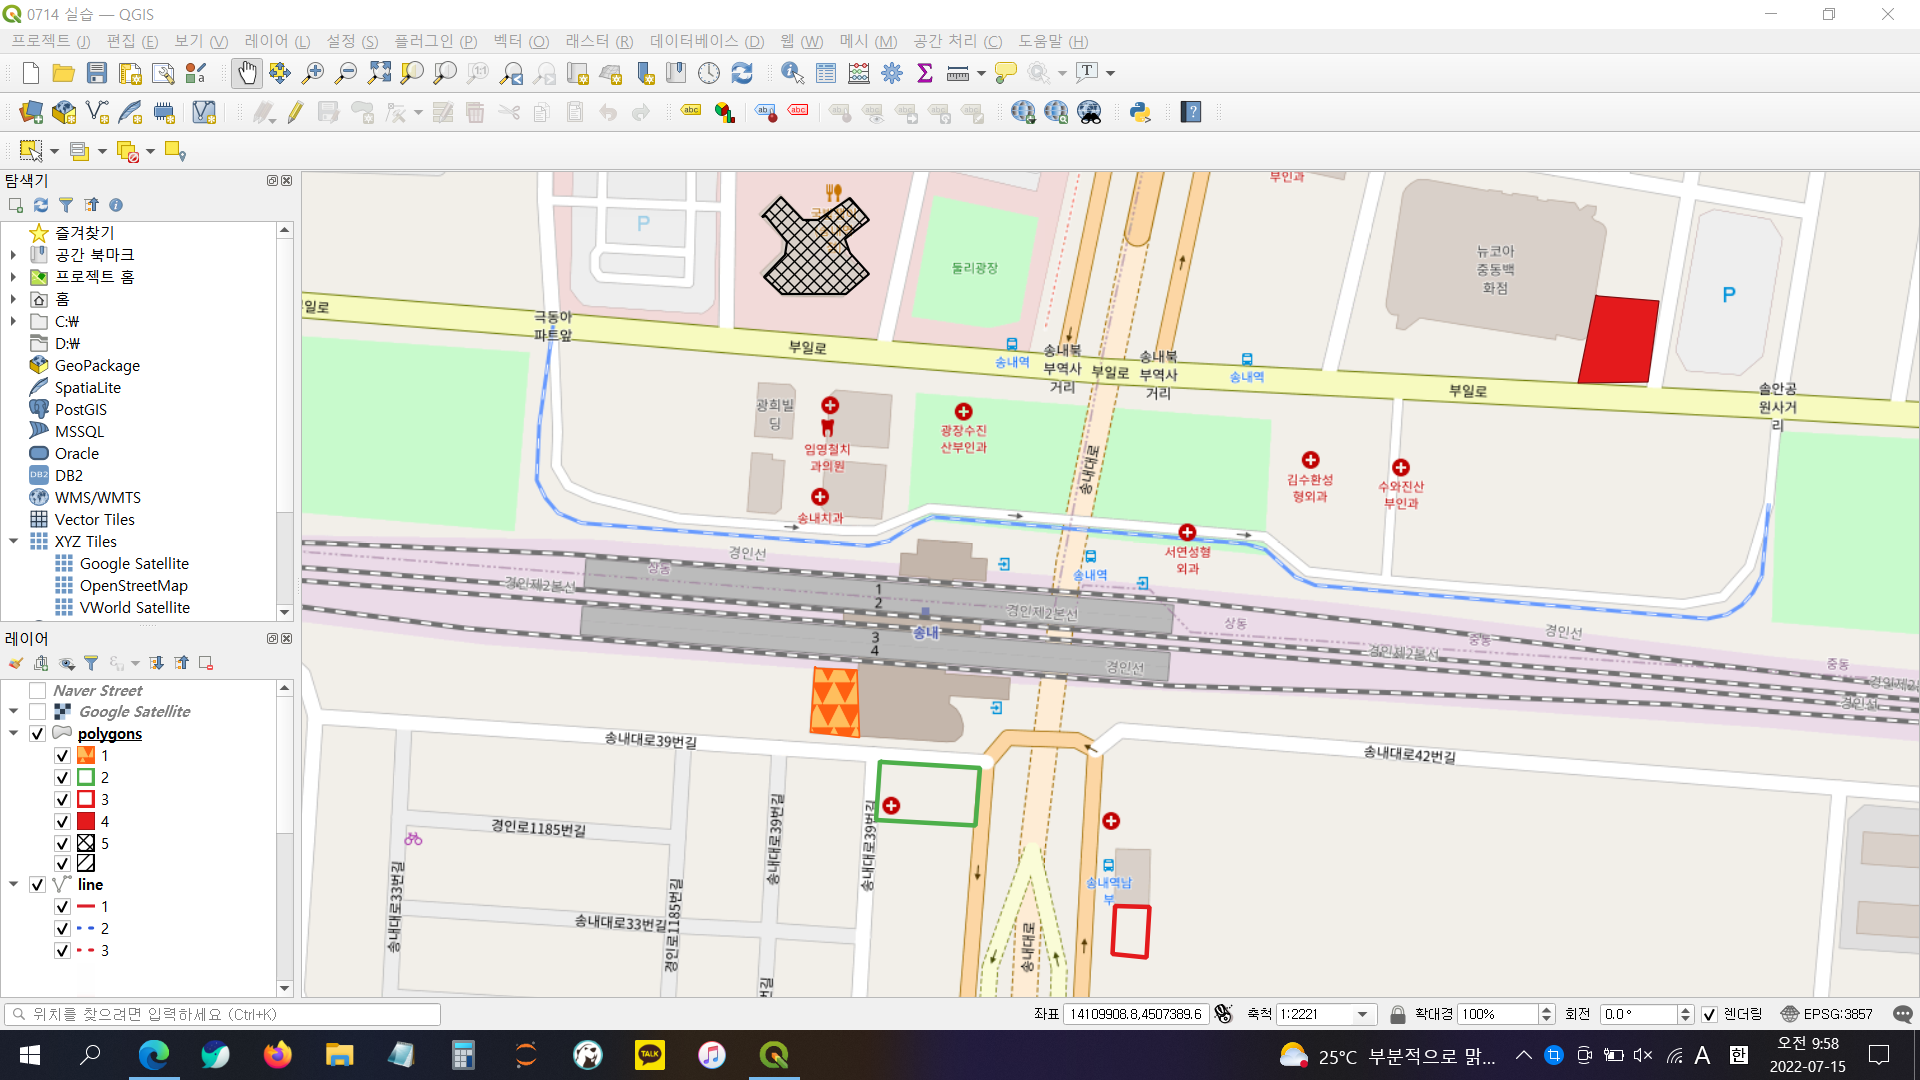 0714 실습 — QGIS
프로젝트 (J) 편집 (E) 보기 (V) 레이어 (L) 설정 (S) 플러그인 (P) 벡터 (O) 래스터 (R) 데이터베이스 (D) 웹 (W) 메시 (M) 공간 처리 (C) 도움말 (H)
탐색기
즐겨찾기
공간 북마크
프로젝트 홈
홈
C:₩
D:₩
GeoPackage
SpatiaLite
PostGIS
MSSQL
Oracle
DB2
WMS/WMTS
Vector Tiles
XYZ Tiles
Google Satellite
OpenStreetMap
VWorld Satellite
레이어
Naver Street
Google Satellite
polygons
1
2
3
4
5
line
1
2
3
부인과
P
둘리광장
뉴코아
중동백
화점
P
일로
극동아
파트앞
부일로
송내역
송내북
부역사
거리
부일로
송내북
부역사
거리
송내역
부일로
솔안공
원사거
리
광희빌
딩
임영철치
과의원
송내치과
광장수진
산부인과
송내대로
김수환성
형외과
수와진산
부인과
서연성형
외과
경인선
상동
경인제2본선
송내역
1
2
경인제2본선
송내
3
4
경인선
상동
경인제2본선
중동
경인선
중동
경인제2본
경인선
송내대로39번길
송내대로42번길
경인로1185번길
송내대로39번길
송내대로39번길
송내대로33번길
송내대로33번길
경인로1185번길
번길
송내역남
부
송내대로
위치를 찾으려면 입력하세요 (Ctrl+K)
좌표 14109908.8,4507389.6 축척 1:2221 확대경 100% 회전 0.0 ° 렌더링 EPSG:3857
TALK
25°C 부분적으로 맑... A 한
오전 9:58
2022-07-15